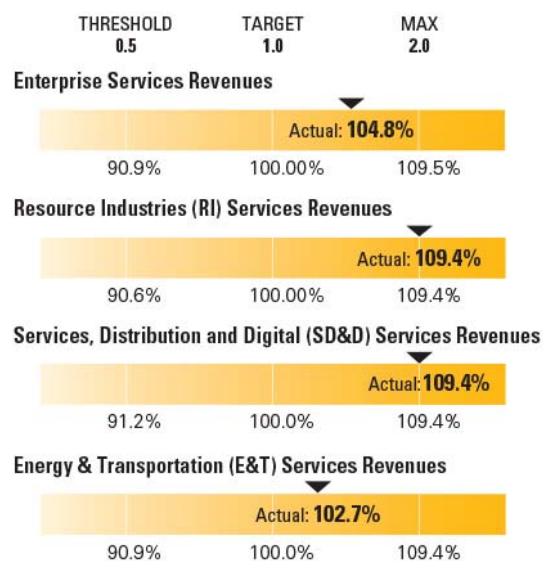 THRESHOLD TARGET MAX
0.5 1.0 2.0
Enterprise Services Revenues
Actual: 104.8%
90.9% 100.00% 109.5%
Resource Industries (RI) Services Revenues
Actual: 109.4%
90.6% 100.00% 109.4%
Services, Distribution and Digital (SD&D) Services Revenues
Actual: 109.4%
91.2% 100.0% 109.4%
Energy & Transportation (E&T) Services Revenues
Actual: 102.7%
90.9% 100.0% 109.4%